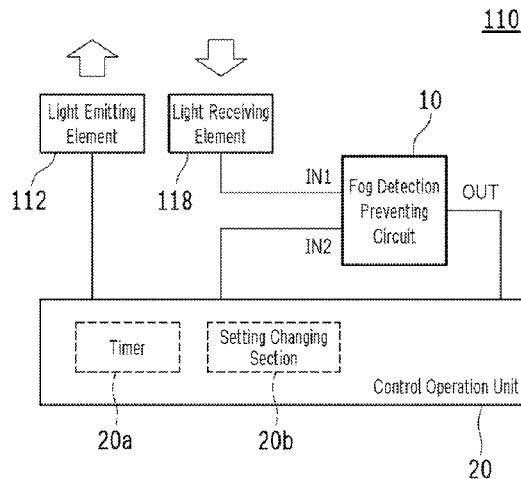 110
Light Emitting
Element
Light Receiving
Element
10
112
118
IN1
Fog Detection
Preventing
Circuit
OUT
IN2
Timer
Setting Changing
Section
Control Operation Unit
20a
20b
20